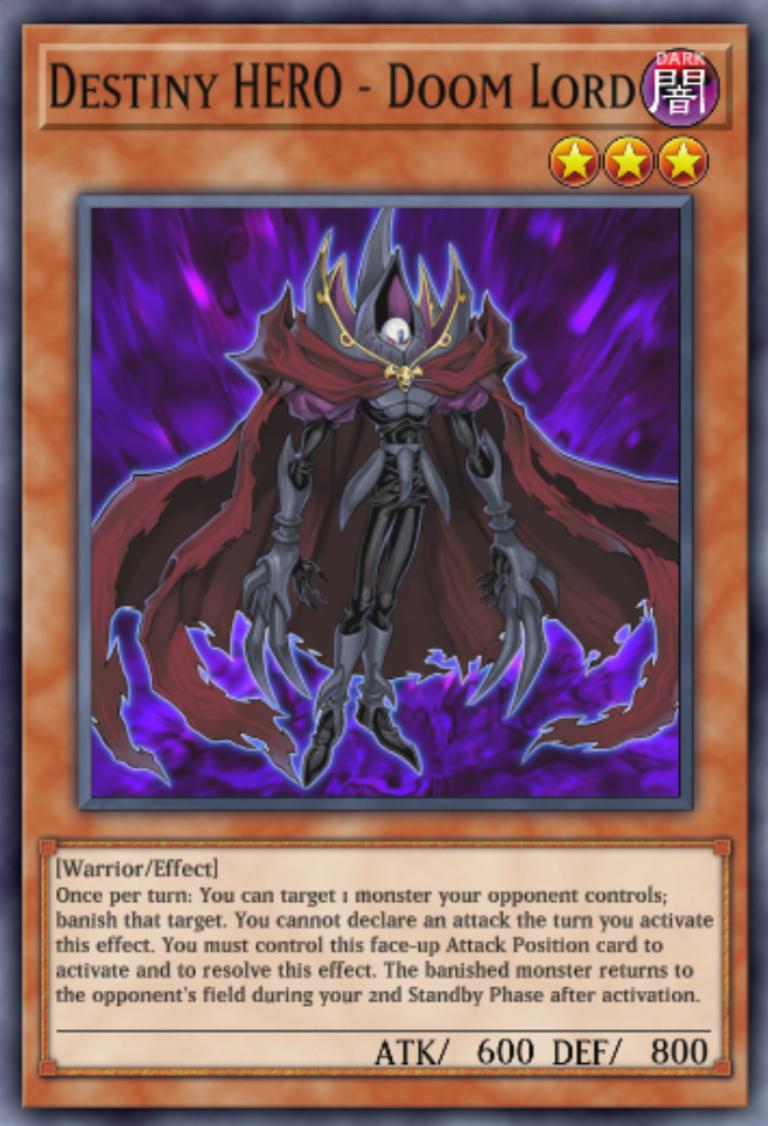 Destiny HERO - Doom Lord
DARK
闇
[Warrior/Effect]
Once per turn: You can target 1 monster your opponent controls;
banish that target. You cannot declare an attack the turn you activate
this effect. You must control this face-up Attack Position card to
activate and to resolve this effect. The banished monster returns to
the opponent's field during your 2nd Standby Phase after activation.
ATK/ 600 DEF/ 800